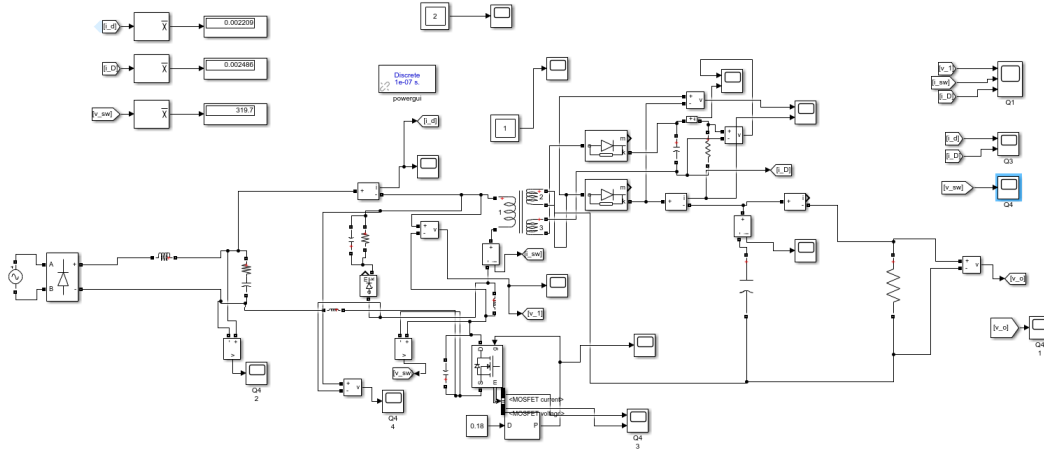 2
[i_d]
0.002209
[i_D]
0.002486
Discrete
1e-07 s.
powergui
[v_sw]
319.7
[i_d]
1
[v_1]
[i_sw]
[i_D]
Q1
[i_d]
[i_D]
Q3
[v_sw]
Q4
[i_D]
1
2
3
[i_sw]
[v_1]
A
B
[v_o]
[v_o]
Q4
1
[v_sw]
Q4
2
Q4
4
<MOSFET current>
<MOSFET voltage>
0.18
D
P
Q4
3